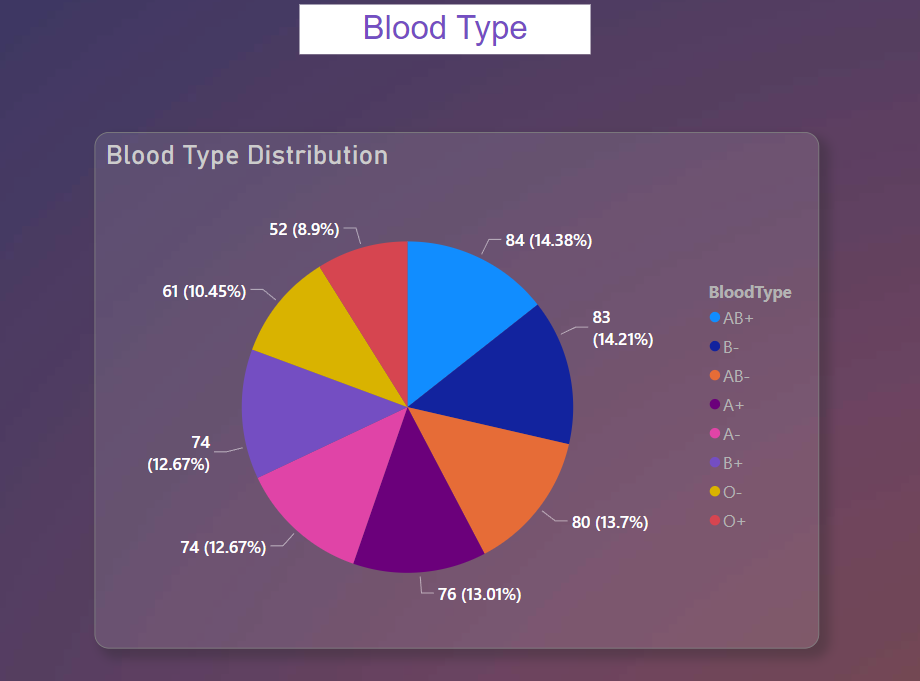 Blood Type
Blood Type Distribution
52 (8.9%)
84 (14.38%)
61 (10.45%)
83
(14.21%)
74
(12.67%)
80 (13.7%)
74 (12.67%)
76 (13.01%)
BloodType
AB+
B-
AB-
A+
A-
B+
O-
O+